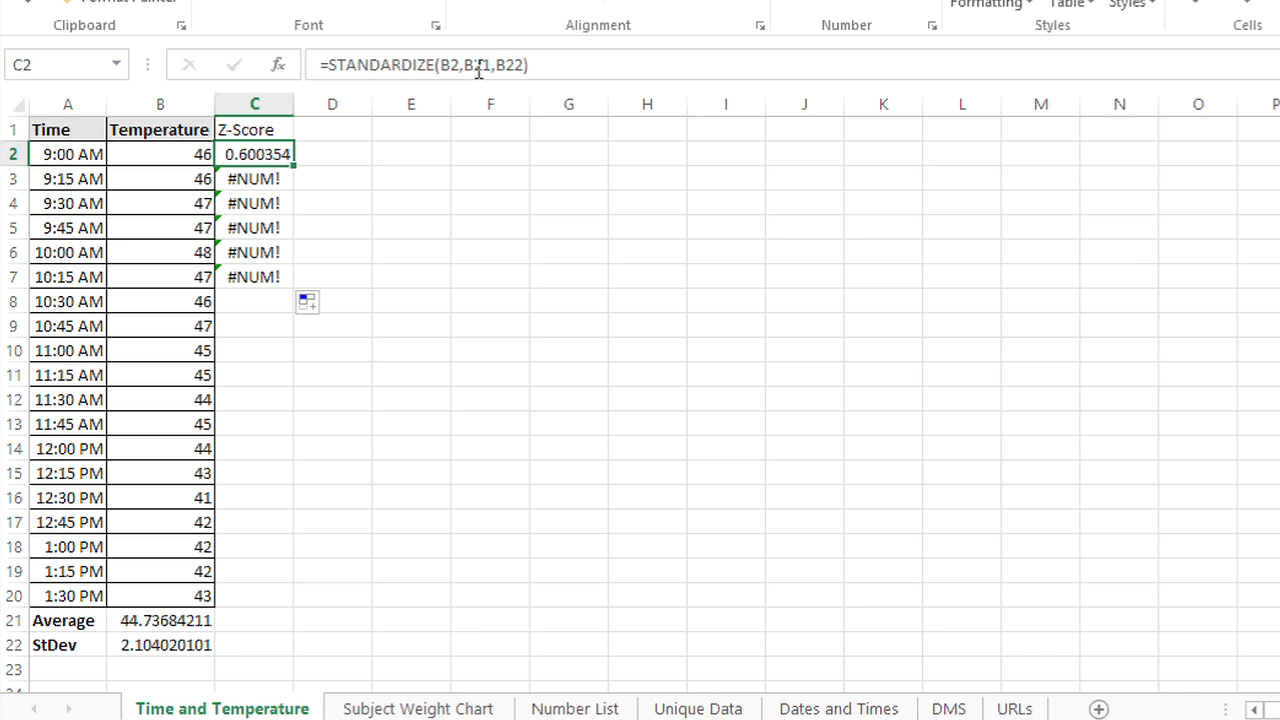 Format Painter
Formatting Table Styles
Clipboard Font Alignment Number Styles Cells
C2 fx =STANDARDIZE(B2,B21,B22)
A B C D E F G H I J K L M N O P
1 Time Temperature Z-Score
2 9:00 AM 46 0.600354
3 9:15 AM 46 #NUM!
4 9:30 AM 47 #NUM!
5 9:45 AM 47 #NUM!
6 10:00 AM 48 #NUM!
7 10:15 AM 47 #NUM!
8 10:30 AM 46
9 10:45 AM 47
10 11:00 AM 45
11 11:15 AM 45
12 11:30 AM 44
13 11:45 AM 45
14 12:00 PM 44
15 12:15 PM 43
16 12:30 PM 41
17 12:45 PM 42
18 1:00 PM 42
19 1:15 PM 42
20 1:30 PM 43
21 Average 44.73684211
22 StDev 2.104020101
23
Time and Temperature Subject Weight Chart Number List Unique Data Dates and Times DMS URLs